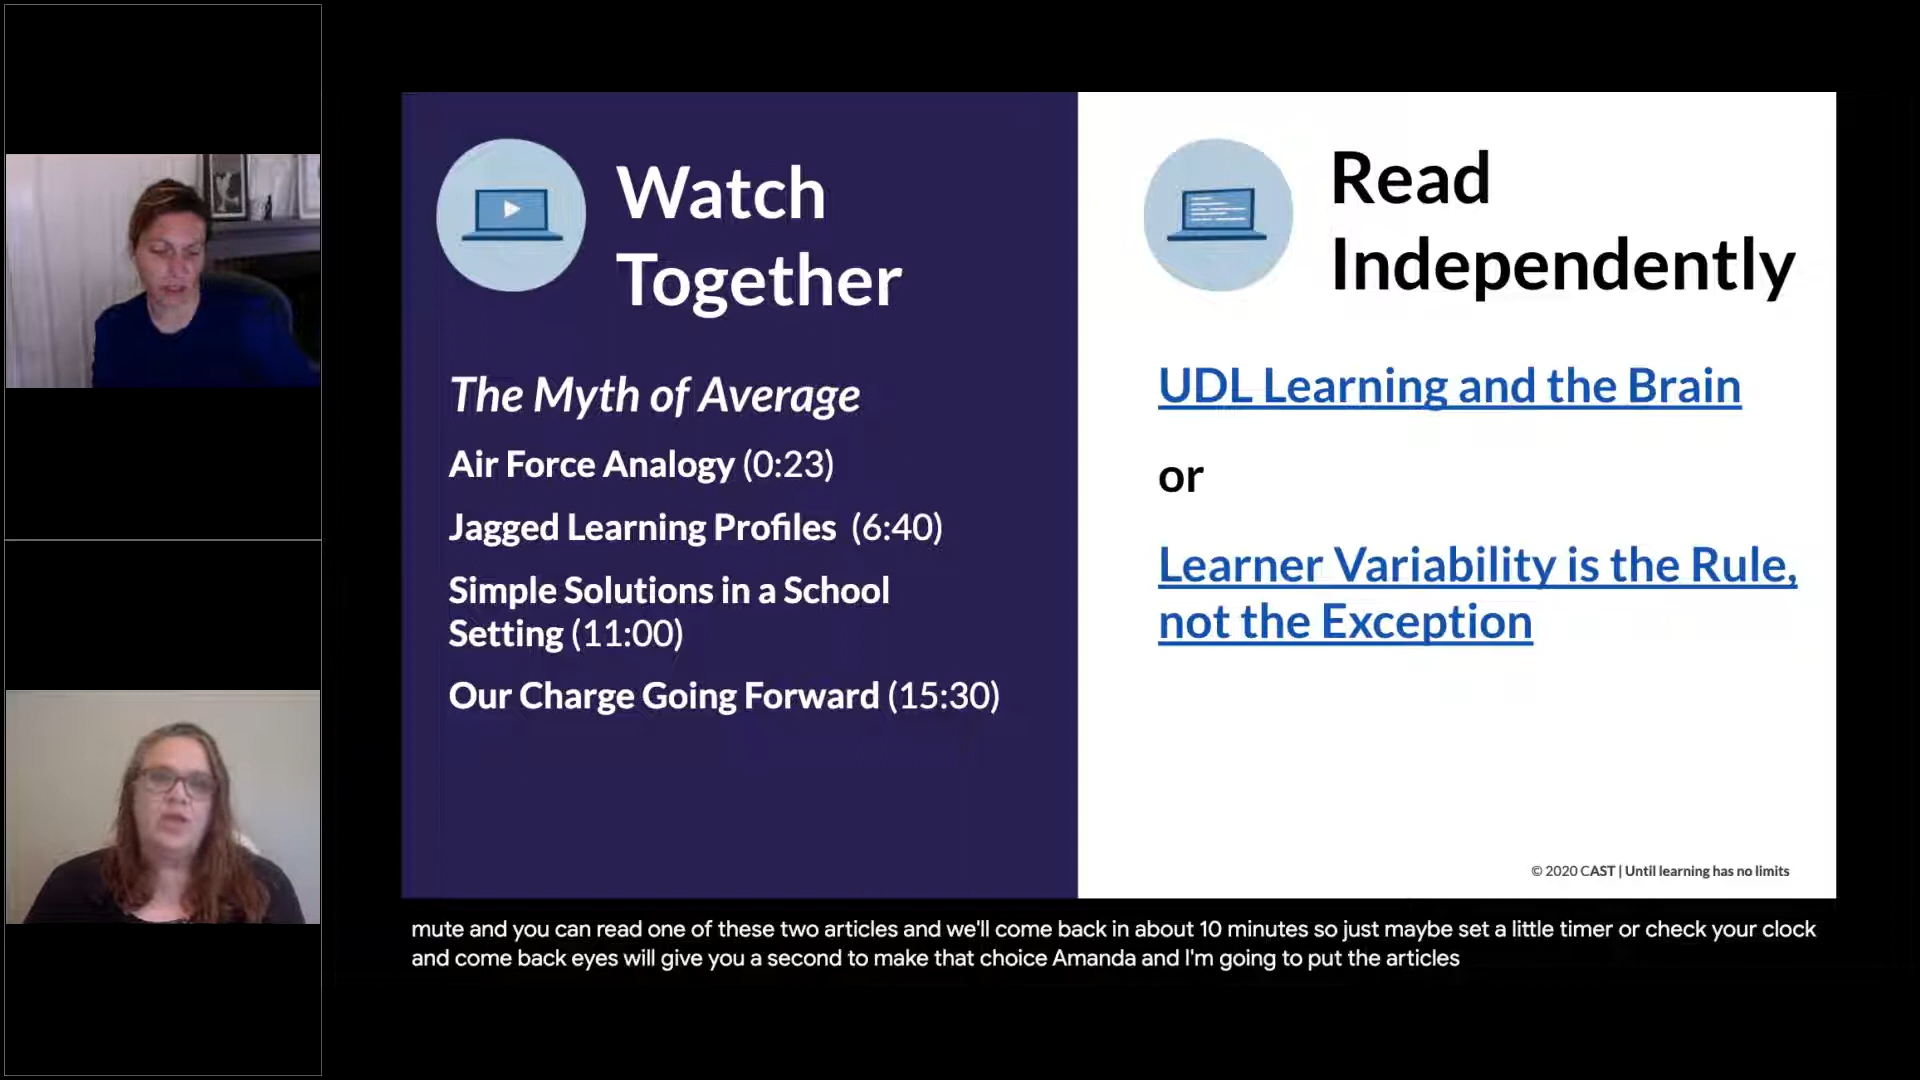 Watch
Together
The Myth of Average
Air Force Analogy (0:23)
Jagged Learning Profiles (6:40)
Simple Solutions in a School
Setting (11:00)
Our Charge Going Forward (15:30)
Read
Independently
UDL Learning and the Brain
or
Learner Variability is the Rule,
not the Exception
© 2020 CAST | Until learning has no limits
mute and you can read one of these two articles and we'll come back in about 10 minutes so just maybe set a little timer or check your clock
and come back eyes will give you a second to make that choice Amanda and I'm going to put the articles